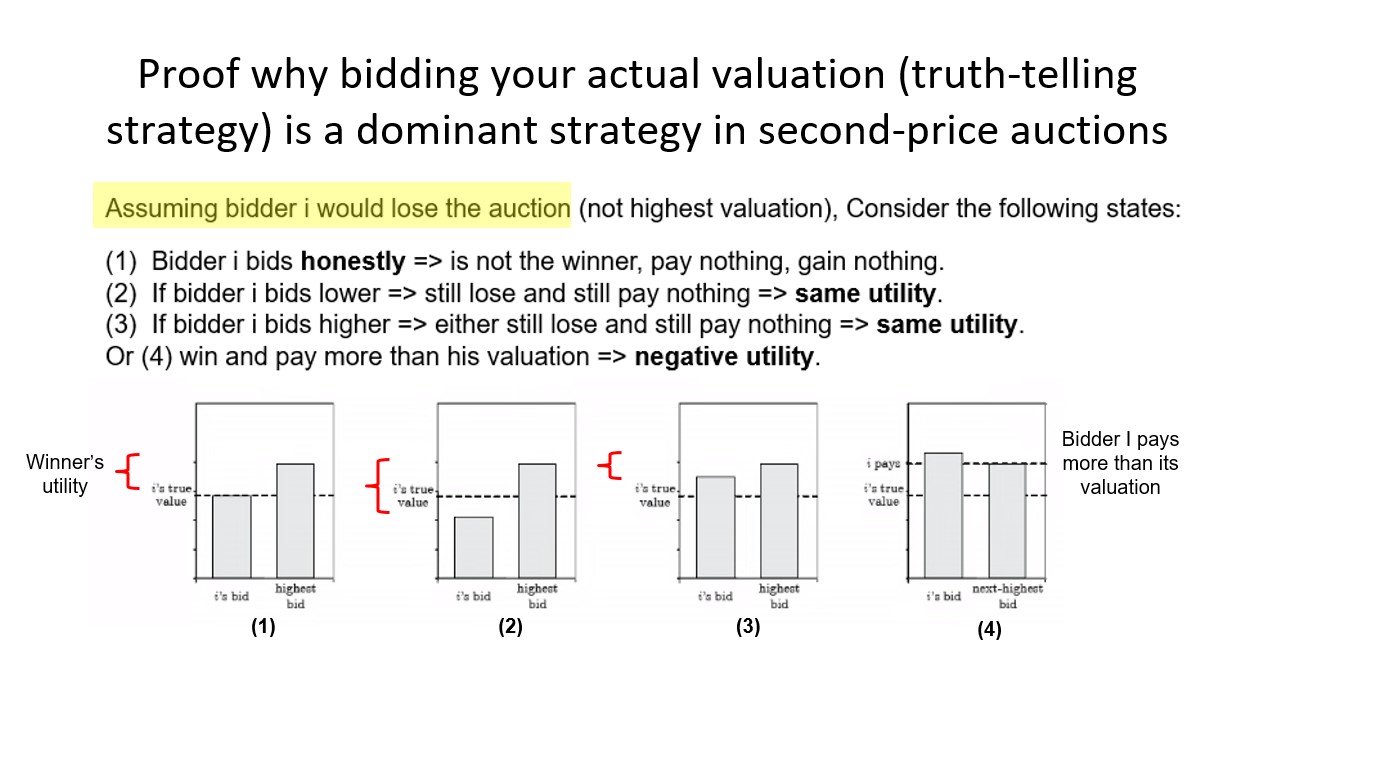 Proof why bidding your actual valuation (truth-telling
strategy) is a dominant strategy in second-price auctions
Assuming bidder i would lose the auction (not highest valuation), Consider the following states:
(1) Bidder i bids honestly => is not the winner, pay nothing, gain nothing.
(2) If bidder i bids lower => still lose and still pay nothing => same utility.
(3) If bidder i bids higher => either still lose and still pay nothing => same utility.
Or (4) win and pay more than his valuation => negative utility.
Winner's
utility
i's true
value
i's bid
highest
bid
(1)
i's true
value
i's bid
highest
bid
(2)
i's true
value
i's bid
highest
bid
(3)
i pays
i's true
value
i's bid
next-highest
bid
(4)
Bidder I pays
more than its
valuation